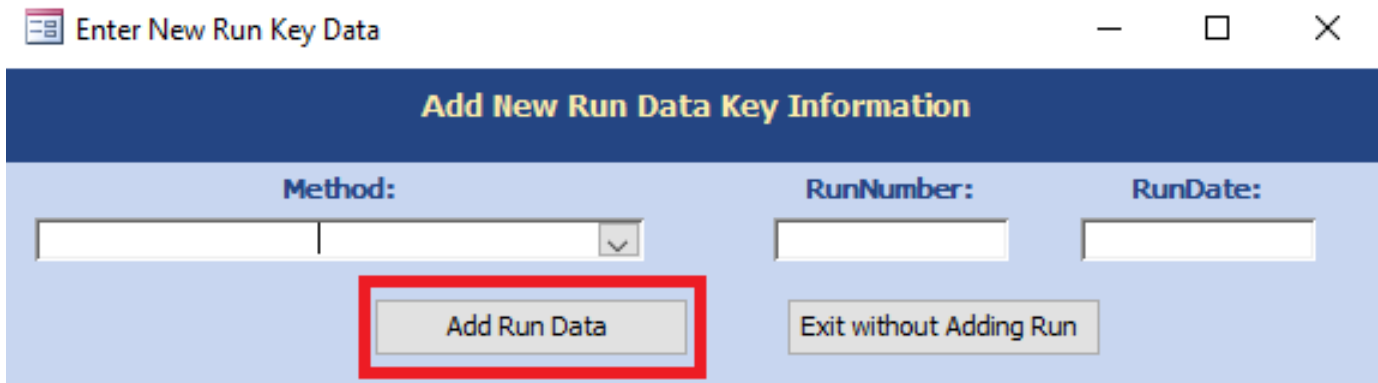 Enter New Run Key Data
Add New Run Data Key Information
Method: RunNumber: RunDate:
Add Run Data Exit without Adding Run